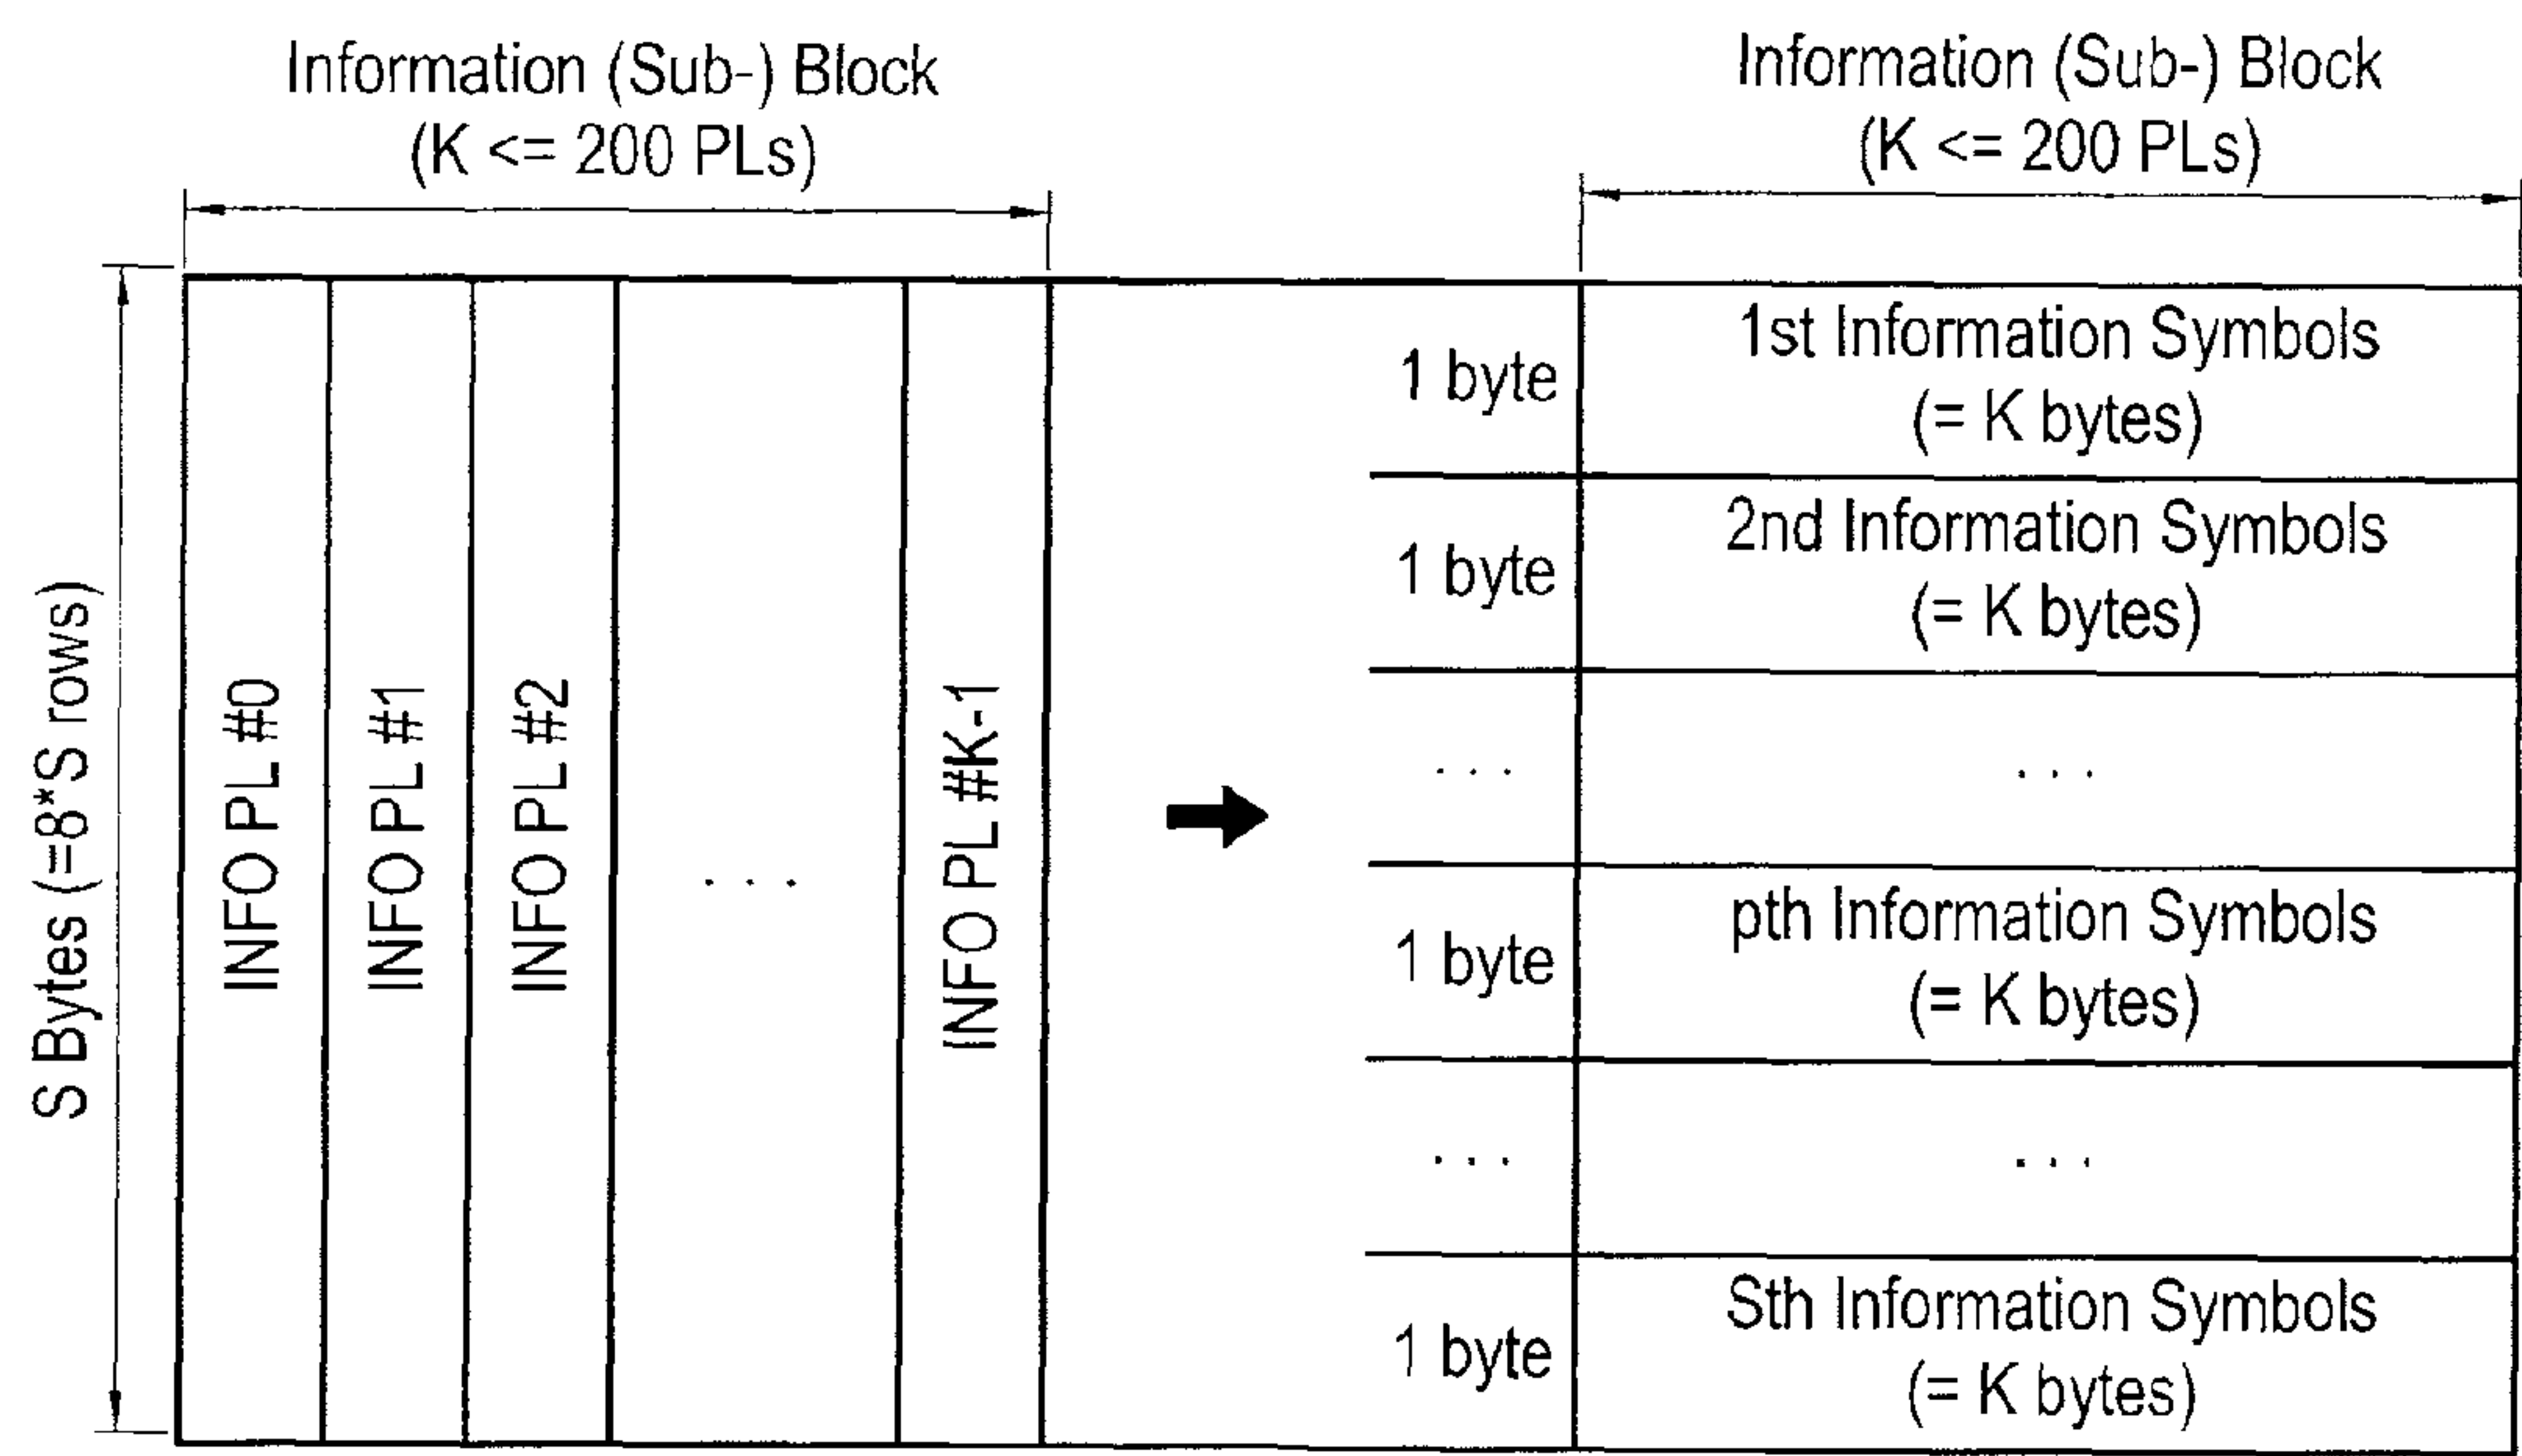 Information (Sub-) Block
(K <= 200 PLs)
Information (Sub-) Block
(K <= 200 PLs)
S Bytes (=8*S rows)
INFO PL #0
INFO PL #1
INFO PL #2
. . .
INFO PL #K-1
1 byte
1st Information Symbols
(= K bytes)
1 byte
2nd Information Symbols
(= K bytes)
. . .
. . .
1 byte
pth Information Symbols
(= K bytes)
. . .
. . .
1 byte
Sth Information Symbols
(= K bytes)